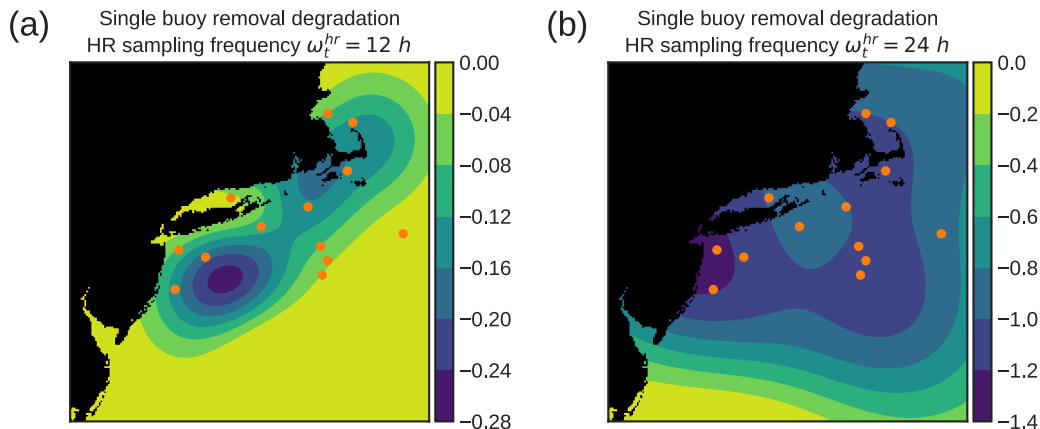 (a)
Single buoy removal degradation
HR sampling frequency ω_t^{hr} = 12 h
0.00
−0.04
−0.08
−0.12
−0.16
−0.20
−0.24
−0.28
(b)
Single buoy removal degradation
HR sampling frequency ω_t^{hr} = 24 h
0.0
−0.2
−0.4
−0.6
−0.8
−1.0
−1.2
−1.4